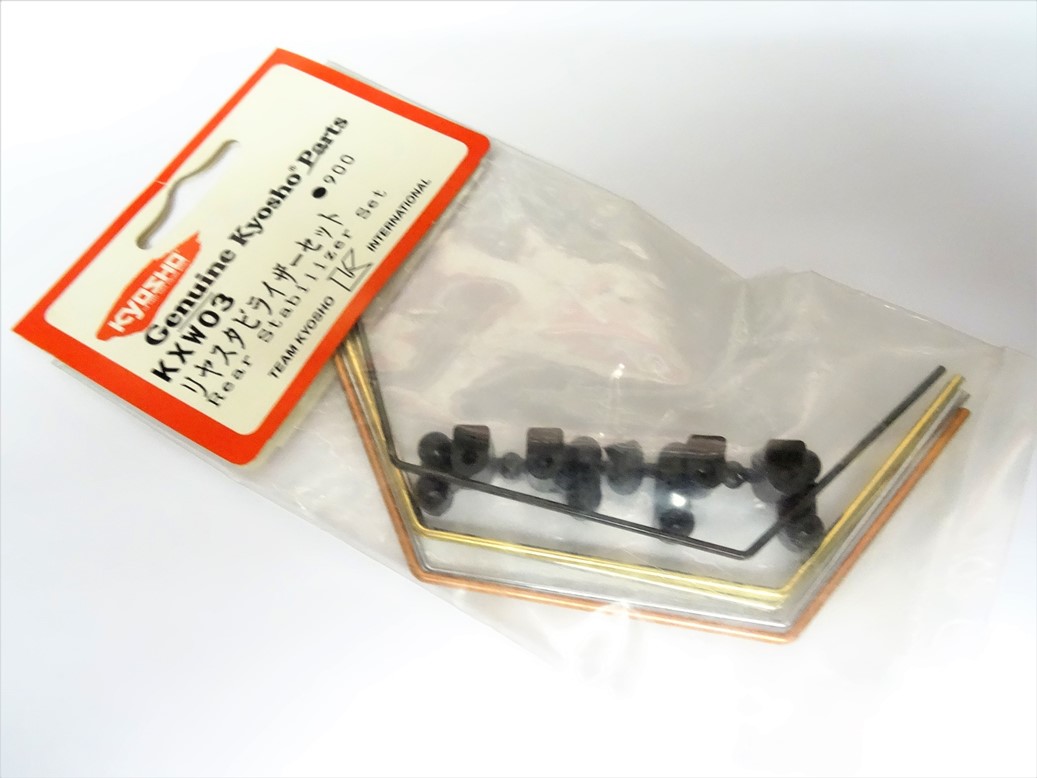 KYOSHO
Genuine Kyosho® Parts
KXW03
●900
リヤスタビライザーセット
Rear Stabilizer Set
TEAM KYOSHO INTERNATIONAL